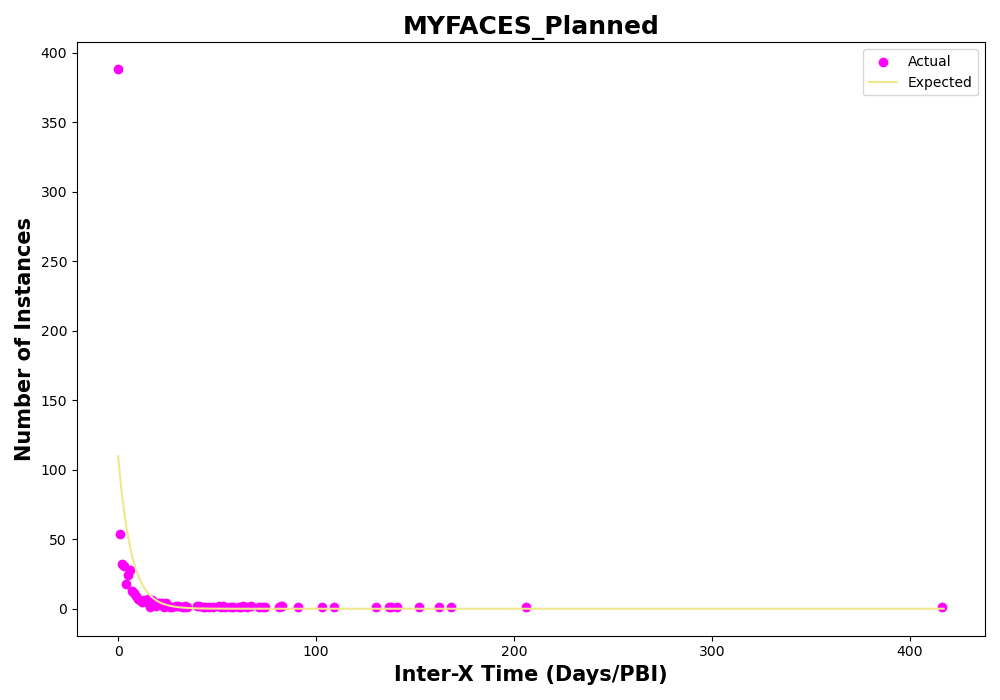 MYFACES_Planned
Actual
Expected
Number of Instances
400
350
300
250
200
150
100
50
0
0 100 200 300 400
Inter-X Time (Days/PBI)